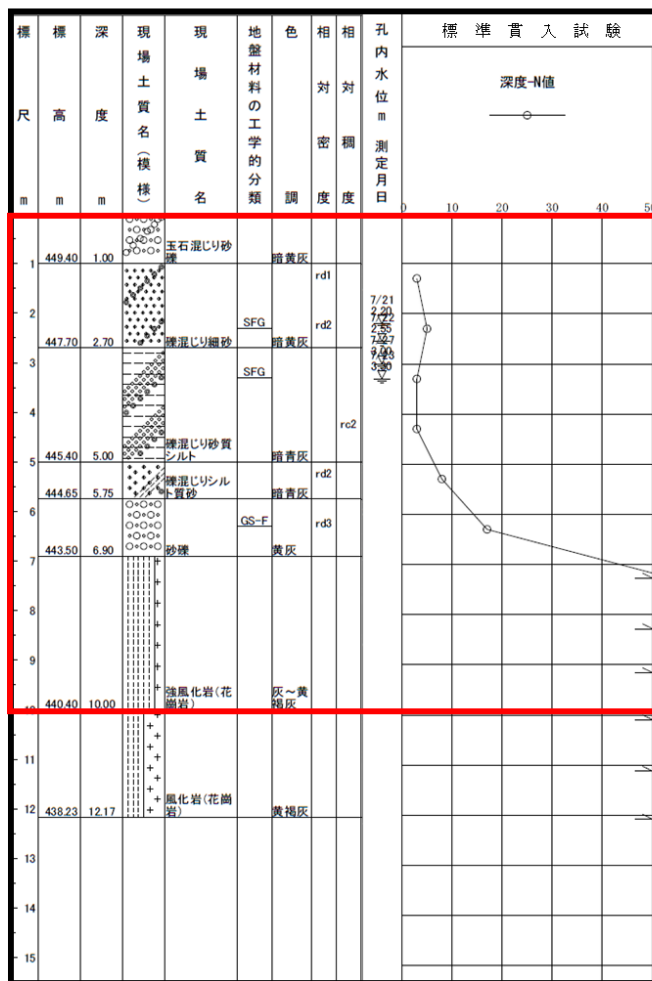 標尺 m
標高 m
深度 m
現場土質名(模様)
現場土質名
地盤材料の工学的分類
色調
相対密度
相対稠度
孔内水位m 測定月日
標準貫入試験
深度-N値
0 10 20 30 40 50
449.40 1.00 玉石混じり砂礫 暗黄灰
1
rd1
7/21
2.20
7/22
2.55
7/27
3.00
7/23
3.30
2
SFG rd2
447.70 2.70 礫混じり細砂 暗黄灰
3
SFG
4
rc2
445.40 5.00 礫混じり砂質シルト 暗青灰
5
rd2
444.65 5.75 礫混じりシルト質砂 暗青灰
6
GS-F rd3
443.50 6.90 砂礫 黄灰
7
8
9
440.40 10.00 強風化岩(花崗岩) 灰～黄褐灰
10
11
12
438.23 12.17 風化岩(花崗岩) 黄褐灰
13
14
15